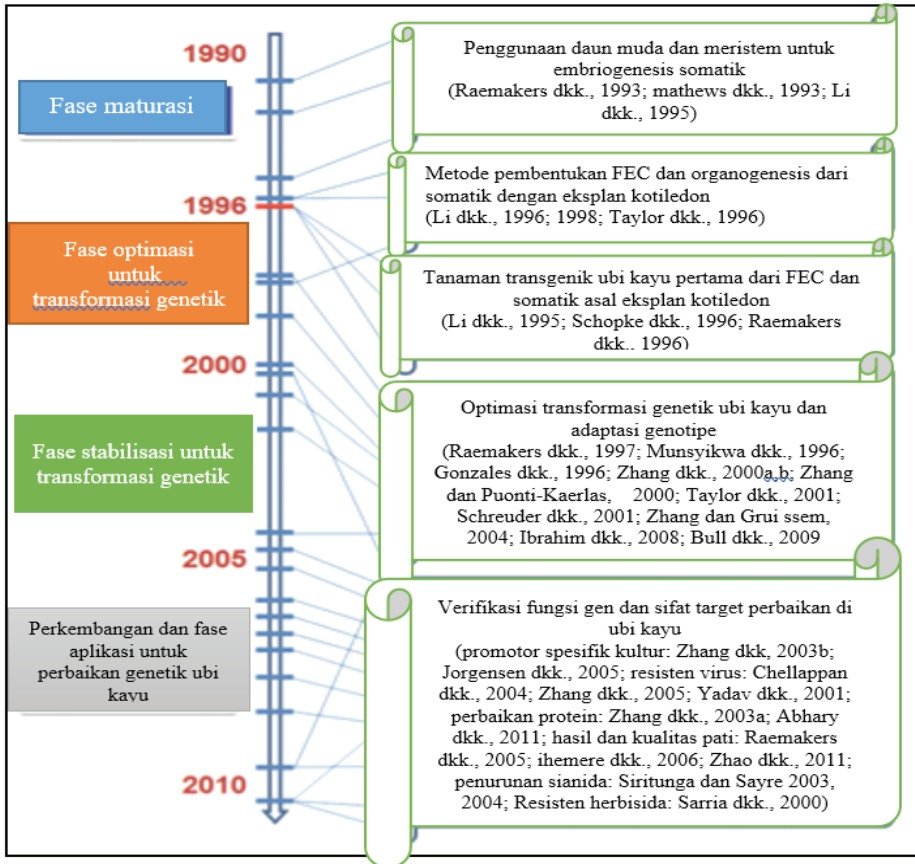 1990
Fase maturasi
Penggunaan daun muda dan meristem untuk
embriogenesis somatik
(Raemakers dkk., 1993; mathews dkk., 1993; Li
dkk., 1995)
1996
Metode pembentukan FEC dan organogenesis dari
somatik dengan eksplan kotiledon
(Li dkk., 1996; 1998; Taylor dkk., 1996)
Fase optimasi
untuk
transformasi genetik
Tanaman transgenik ubi kayu pertama dari FEC dan
somatik asal eksplan kotiledon
(Li dkk., 1995; Schopke dkk., 1996; Raemakers
dkk., 1996)
2000
Fase stabilisasi untuk
transformasi genetik
Optimasi transformasi genetik ubi kayu dan
adaptasi genotipe
(Raemakers dkk., 1997; Munsyikwa dkk., 1996;
Gonzales dkk., 1996; Zhang dkk., 2000a,b; Zhang
dan Puonti-Kaerlas, 2000; Taylor dkk., 2001;
Schreuder dkk., 2001; Zhang dan Grui ssem,
2004; Ibrahim dkk., 2008; Bull dkk., 2009
2005
Perkembangan dan fase
aplikasi untuk
perbaikan genetik ubi
kayu
Verifikasi fungsi gen dan sifat target perbaikan di
ubi kayu
(promotor spesifik kultur: Zhang dkk, 2003b;
Jorgensen dkk., 2005; resisten virus: Chellappan
dkk., 2004; Zhang dkk., 2005; Yadav dkk., 2001;
perbaikan protein: Zhang dkk., 2003a; Abhary
dkk., 2011; hasil dan kualitas pati: Raemakers
dkk., 2005; ihemere dkk., 2006; Zhao dkk., 2011;
penurunan sianida: Siritunga dan Sayre 2003,
2004; Resisten herbisida: Sarria dkk., 2000)
2010